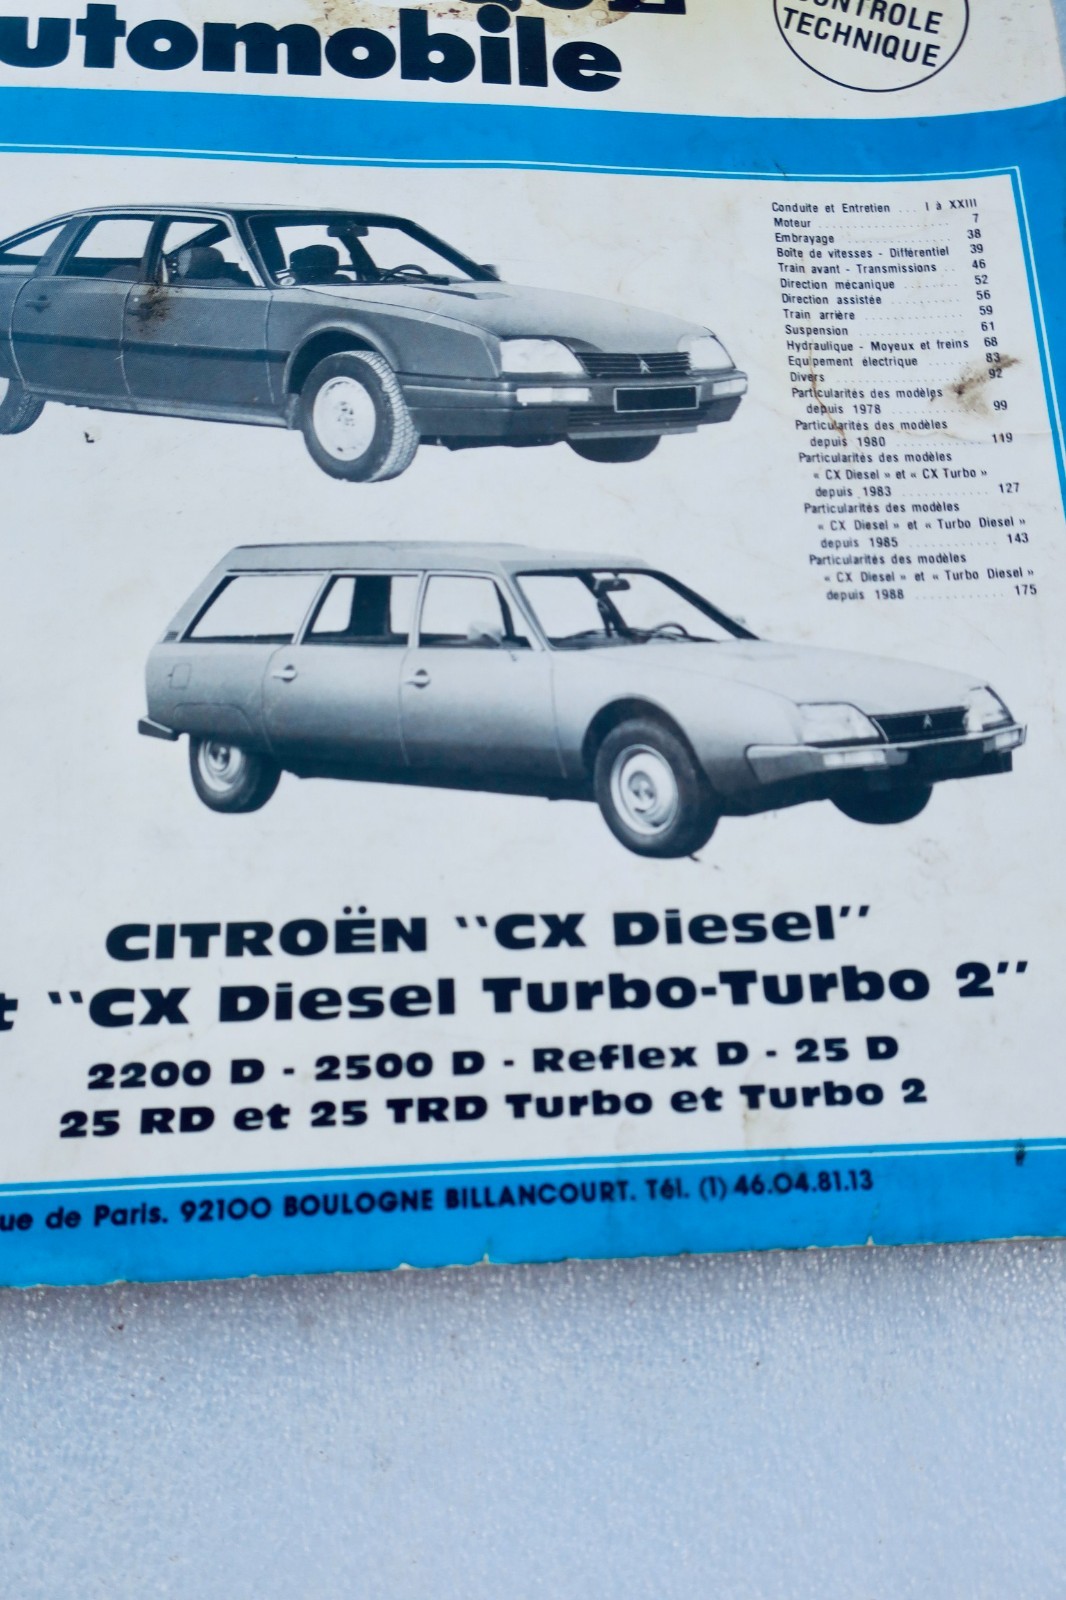 utomobile
CONTROLE
TECHNIQUE
Conduite et Entretien ... I à XXIII
Moteur .................... 7
Embrayage ................. 38
Boîte de vitesses - Différentiel 39
Train avant - Transmissions .. 46
Direction mécanique ........ 52
Direction assistée .......... 56
Train arrière .............. 59
Suspension ................. 61
Hydraulique - Moyeux et freins 68
Equipement électrique ...... 83
Divers .................... 92
Particularités des modèles
depuis 1978 ............ 99
Particularités des modèles
depuis 1980 ............ 119
Particularités des modèles
« CX Diesel » et « CX Turbo »
depuis 1983 ............ 127
Particularités des modèles
« CX Diesel » et « Turbo Diesel »
depuis 1985 ............ 143
Particularités des modèles
« CX Diesel » et « Turbo Diesel »
depuis 1988 ............ 175
CITROËN "CX Diesel"
t "CX Diesel Turbo-Turbo 2"
2200 D - 2500 D - Reflex D - 25 D
25 RD et 25 TRD Turbo et Turbo 2
ue de Paris. 92100 BOULOGNE BILLANCOURT. Tél. (1) 46.04.81.13